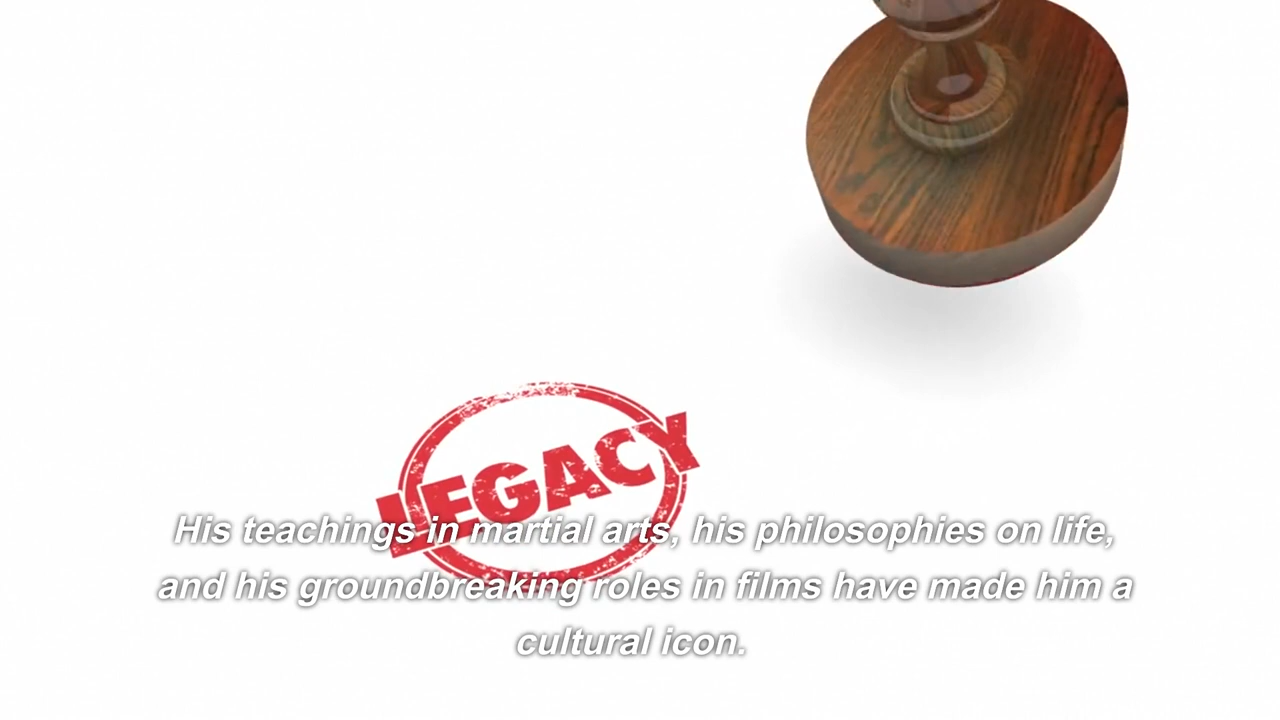 LEGACY
His teachings in martial arts, his philosophies on life,
and his groundbreaking roles in films have made him a
cultural icon.